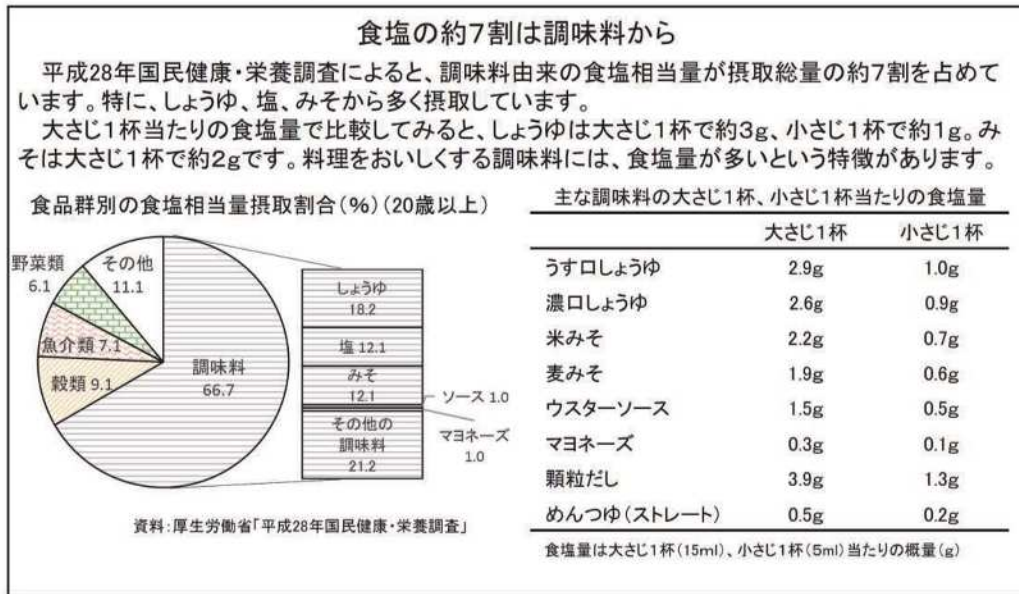 食塩の約7割は調味料から
平成28年国民健康・栄養調査によると、調味料由来の食塩相当量が摂取総量の約7割を占めて
います。特に、しょうゆ、塩、みそから多く摂取しています。
大さじ1杯当たりの食塩量で比較してみると、しょうゆは大さじ1杯で約3g、小さじ1杯で約1g。み
そは大さじ1杯で約2gです。料理をおいしくする調味料には、食塩量が多いという特徴があります。
食品群別の食塩相当量摂取割合(%)(20歳以上)
野菜類
6.1
その他
11.1
魚介類 7.1
穀類 9.1
調味料
66.7
しょうゆ
18.2
塩 12.1
みそ
12.1
ソース 1.0
マヨネーズ
1.0
その他の
調味料
21.2
資料:厚生労働省「平成28年国民健康・栄養調査」
主な調味料の大さじ1杯、小さじ1杯当たりの食塩量
大さじ1杯 小さじ1杯
うす口しょうゆ 2.9g 1.0g
濃口しょうゆ 2.6g 0.9g
米みそ 2.2g 0.7g
麦みそ 1.9g 0.6g
ウスターソース 1.5g 0.5g
マヨネーズ 0.3g 0.1g
顆粒だし 3.9g 1.3g
めんつゆ(ストレート) 0.5g 0.2g
食塩量は大さじ1杯(15ml)、小さじ1杯(5ml)当たりの概量(g)